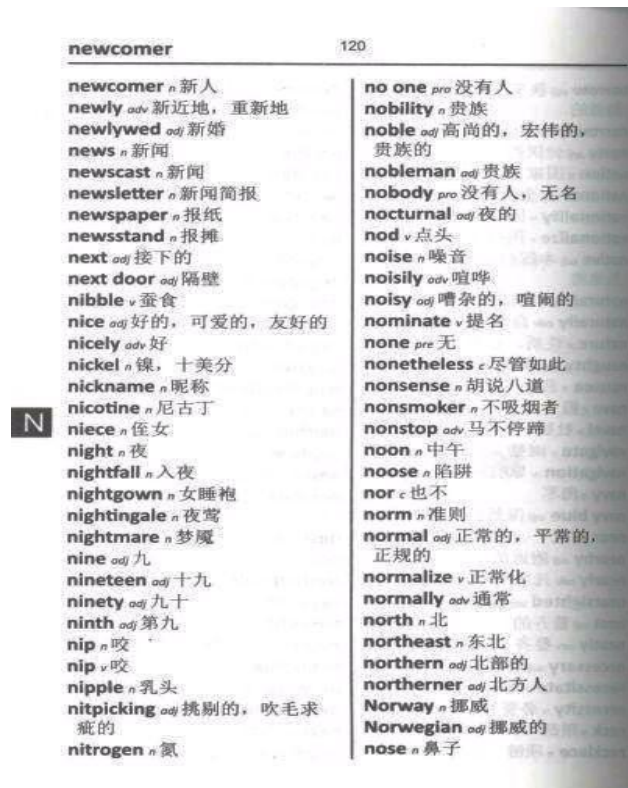 newcomer 120
newcomer n 新人
newly adv 新近地，重新地
newlywed adj 新婚
news n 新闻
newscast n 新闻
newsletter n 新闻简报
newspaper n 报纸
newsstand n 报摊
next adj 接下的
next door adj 隔壁
nibble v 蚕食
nice adj 好的，可爱的，友好的
nicely adv 好
nickel n 镍，十美分
nickname n 昵称
nicotine n 尼古丁
niece n 侄女
night n 夜
nightfall n 入夜
nightgown n 女睡袍
nightingale n 夜莺
nightmare n 梦魇
nine adj 九
nineteen adj 十九
ninety adj 九十
ninth adj 第九
nip n 咬
nip v 咬
nipple n 乳头
nitpicking adj 挑剔的，吹毛求
疵的
nitrogen n 氮
N
no one pro 没有人
nobility n 贵族
noble adj 高尚的，宏伟的，
贵族的
nobleman adj 贵族
nobody pro 没有人，无名
nocturnal adj 夜的
nod v 点头
noise n 噪音
noisily adv 喧哗
noisy adj 嘈杂的，喧闹的
nominate v 提名
none pre 无
nonetheless c 尽管如此
nonsense n 胡说八道
nonsmoker n 不吸烟者
nonstop adv 马不停蹄
noon n 中午
noose n 陷阱
nor c 也不
norm n 准则
normal adj 正常的，平常的，
正规的
normalize v 正常化
normally adv 通常
north n 北
northeast n 东北
northern adj 北部的
northerner adj 北方人
Norway n 挪威
Norwegian adj 挪威的
nose n 鼻子